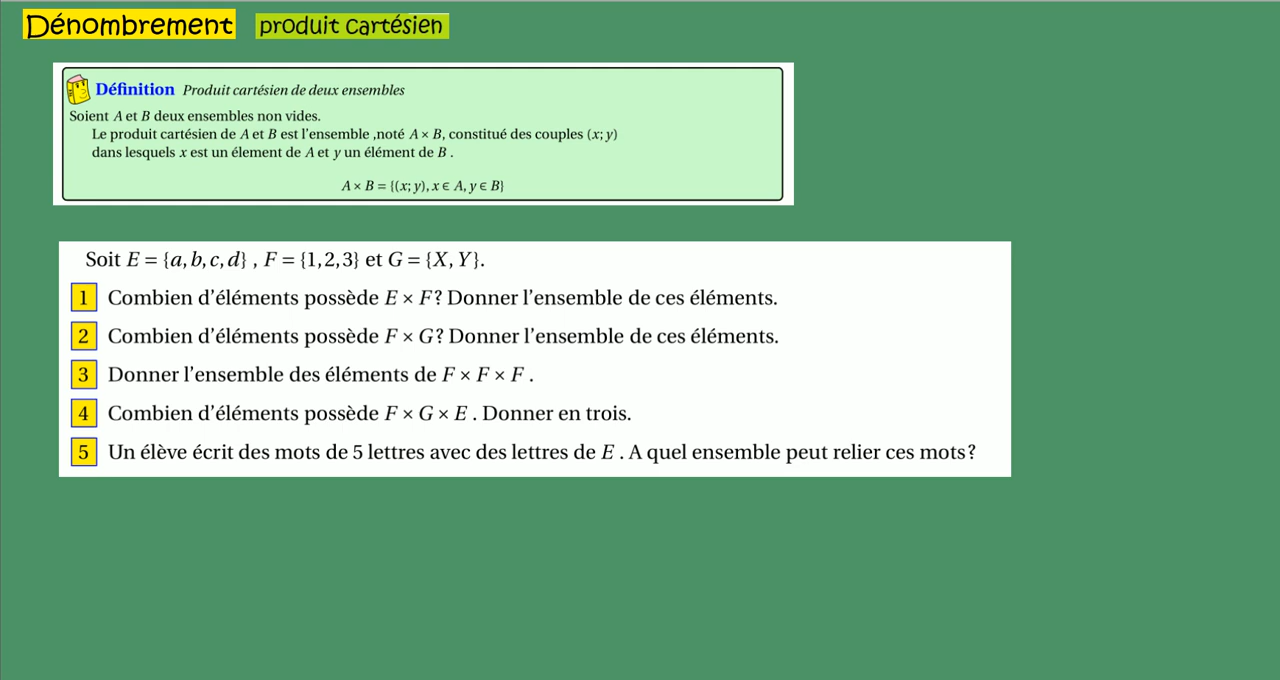 Dénombrement produit cartésien
Définition Produit cartésien de deux ensembles
Soient A et B deux ensembles non vides.
Le produit cartésien de A et B est l'ensemble ,noté A × B, constitué des couples (x; y)
dans lesquels x est un élement de A et y un élément de B .
A × B = {(x; y), x ∈ A, y ∈ B}
Soit E = {a, b, c, d} , F = {1,2,3} et G = {X, Y}.
1 Combien d'éléments possède E × F? Donner l'ensemble de ces éléments.
2 Combien d'éléments possède F × G? Donner l'ensemble de ces éléments.
3 Donner l'ensemble des éléments de F × F × F .
4 Combien d'éléments possède F × G × E . Donner en trois.
5 Un élève écrit des mots de 5 lettres avec des lettres de E . A quel ensemble peut relier ces mots?